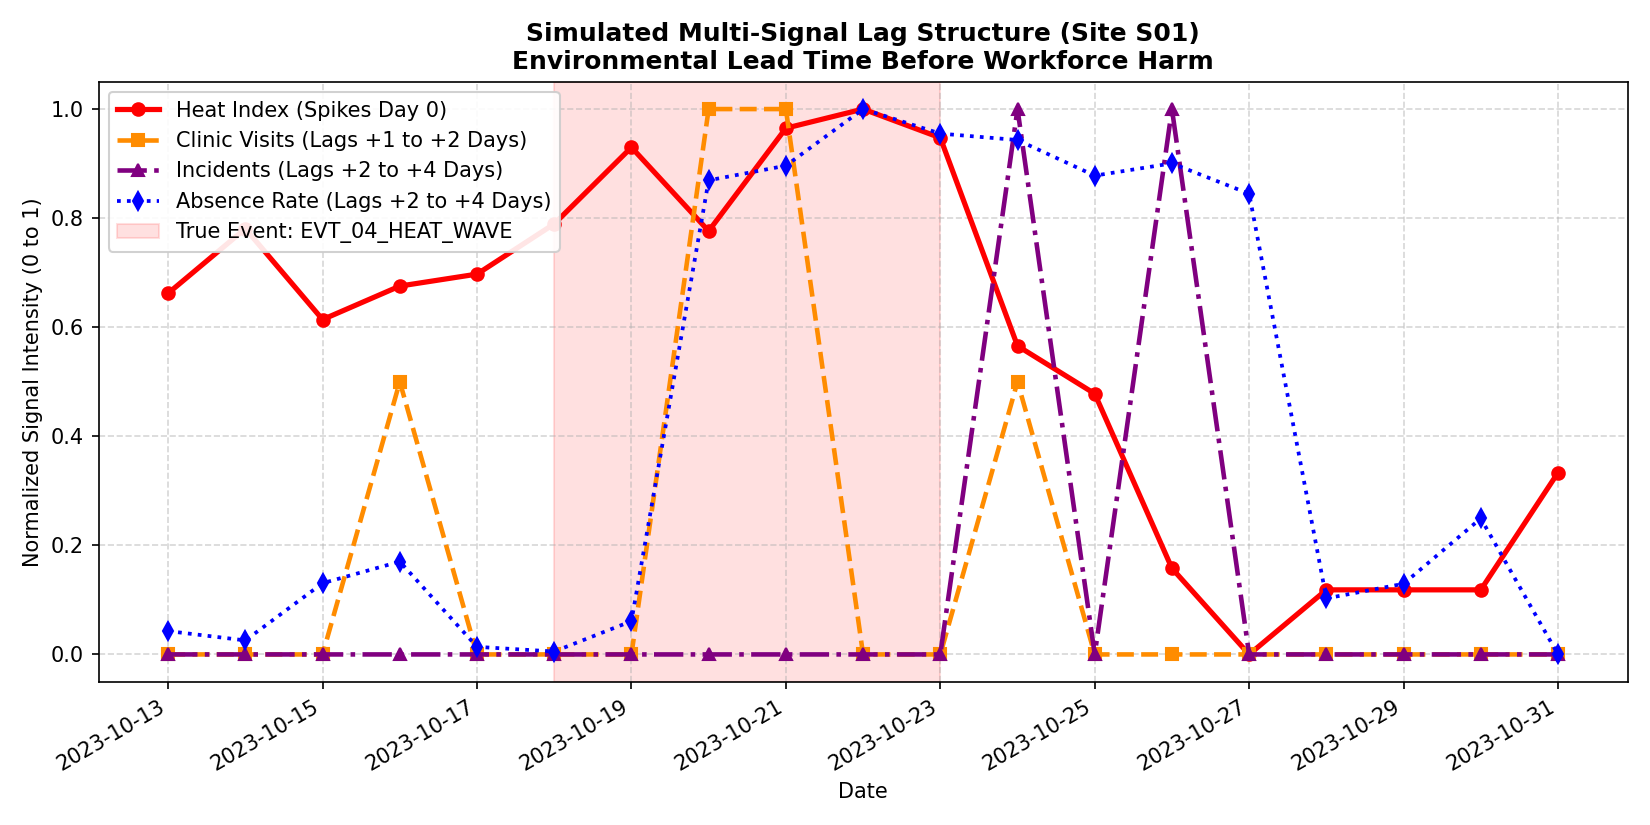 Simulated Multi-Signal Lag Structure (Site S01)
Environmental Lead Time Before Workforce Harm
Heat Index (Spikes Day 0)
Clinic Visits (Lags +1 to +2 Days)
Incidents (Lags +2 to +4 Days)
Absence Rate (Lags +2 to +4 Days)
True Event: EVT_04_HEAT_WAVE
Normalized Signal Intensity (0 to 1)
1.0
0.8
0.6
0.4
0.2
0.0
2023-10-13
2023-10-15
2023-10-17
2023-10-19
2023-10-21
2023-10-23
2023-10-25
2023-10-27
2023-10-29
2023-10-31
Date